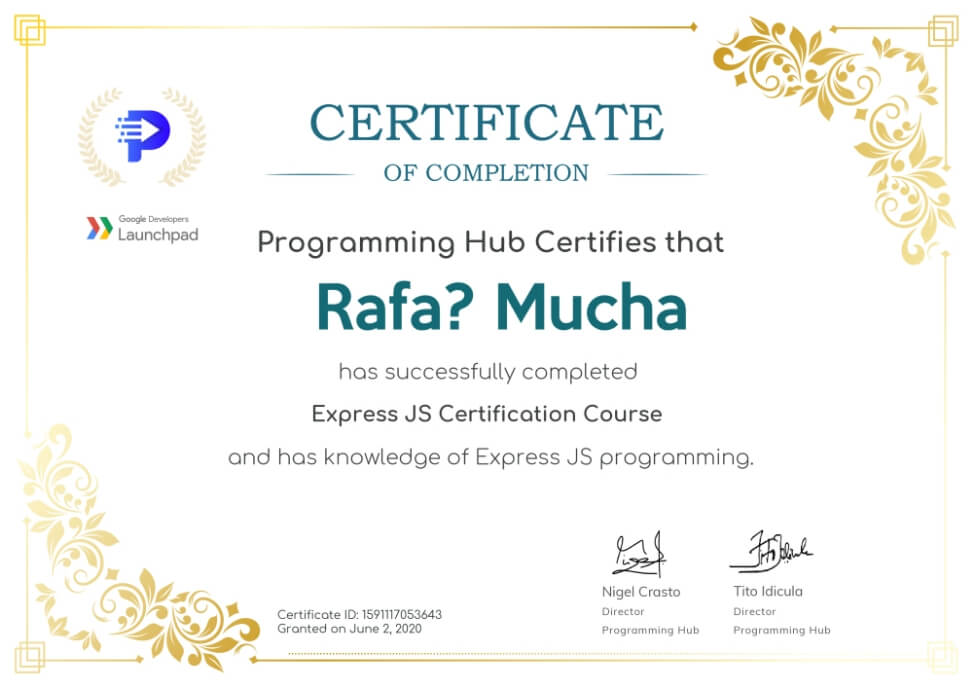 CERTIFICATE
OF COMPLETION
Google Developers
Launchpad
Programming Hub Certifies that
Rafa? Mucha
has successfully completed
Express JS Certification Course
and has knowledge of Express JS programming.
Nigel Crasto
Director
Programming Hub
Tito Idicula
Director
Programming Hub
Certificate ID: 1591117053643
Granted on June 2, 2020